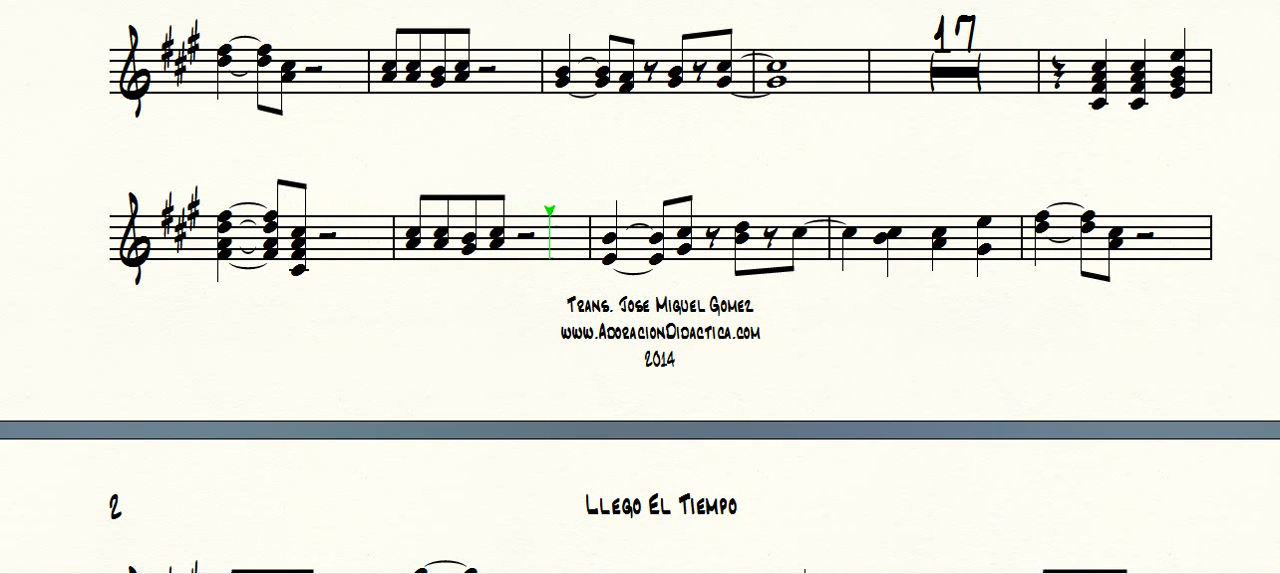 17
Trans. Jose Miguel Gomez
www.AdoracionDidactica.com
2014
2
Llego El Tiempo